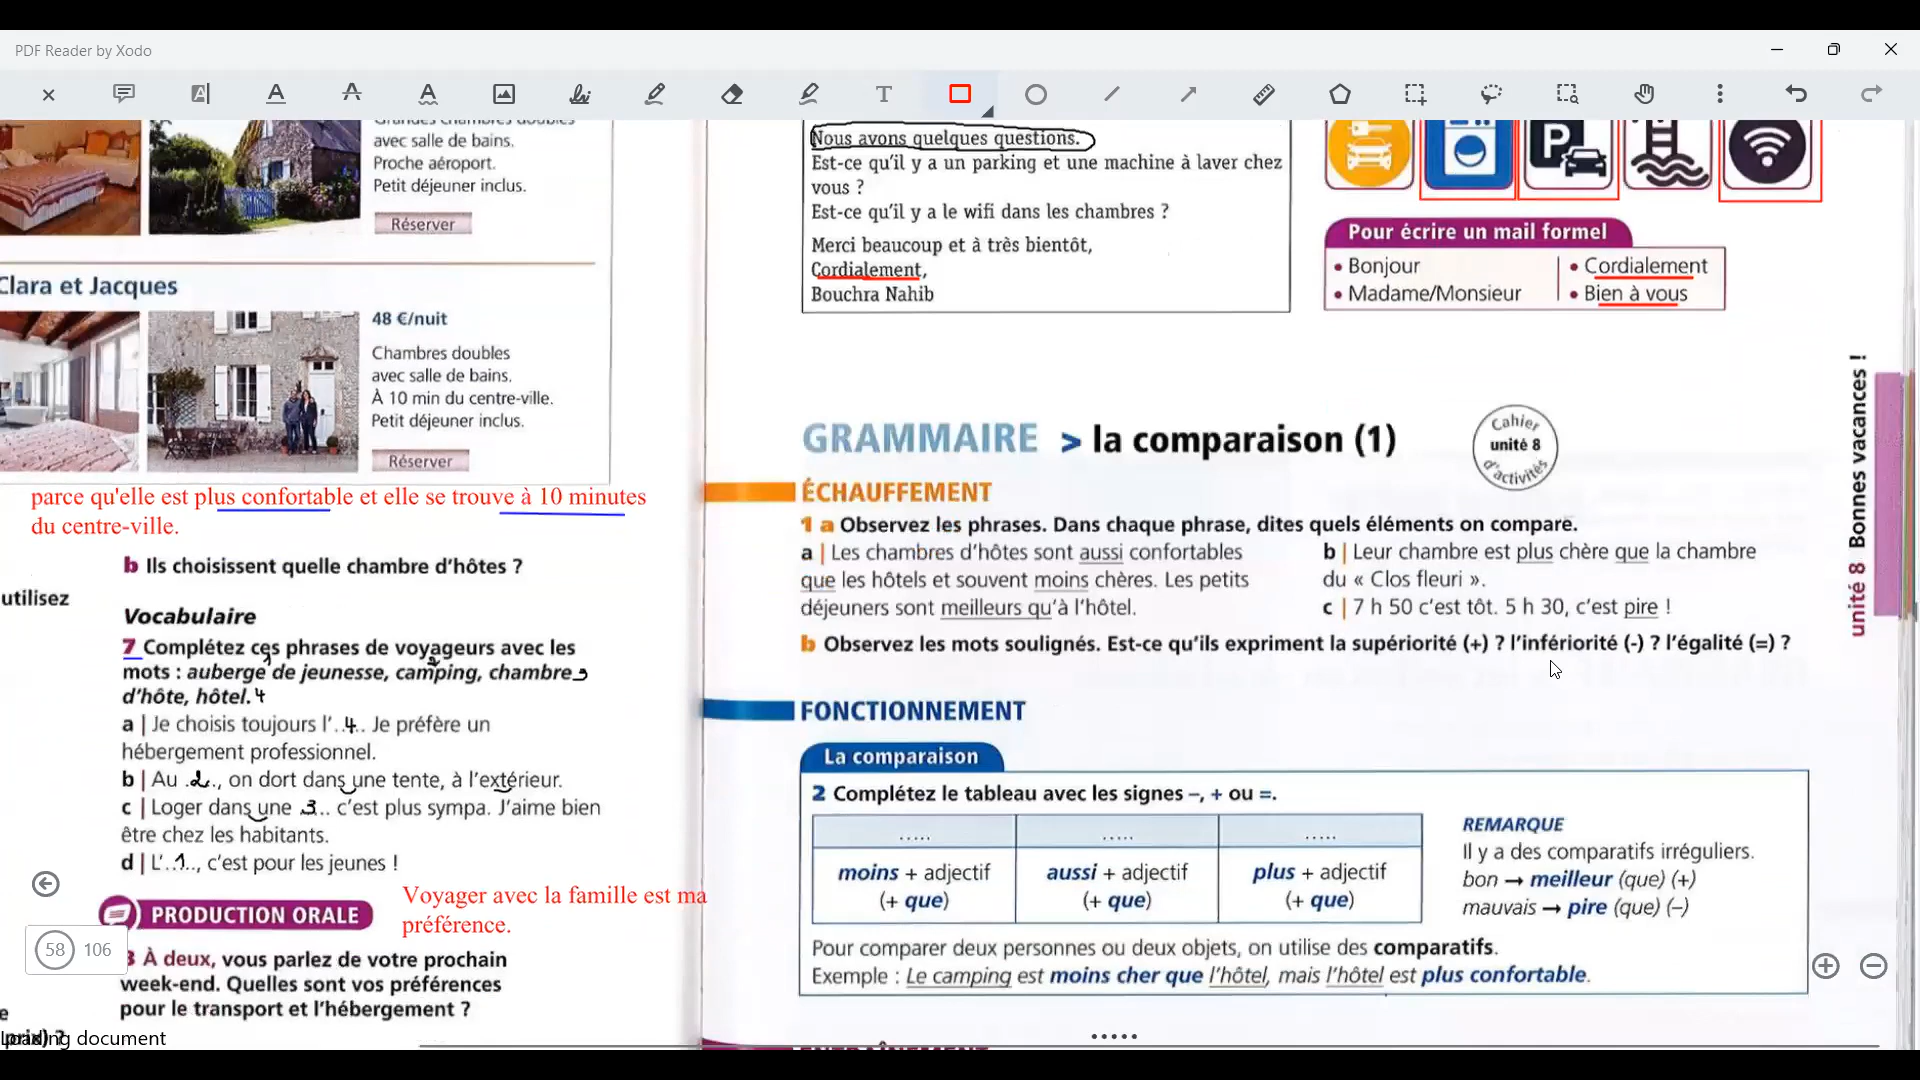 PDF Reader by Xodo
Grandes chambres doubles
avec salle de bains.
Proche aéroport.
Petit déjeuner inclus.
Réserver
Clara et Jacques
48 €/nuit
Chambres doubles
avec salle de bains.
À 10 min du centre-ville.
Petit déjeuner inclus.
Réserver
parce qu'elle est plus confortable et elle se trouve à 10 minutes
du centre-ville.
b Ils choisissent quelle chambre d'hôtes ?
utilisez
Vocabulaire
7 Complétez ces phrases de voyageurs avec les
mots : auberge de jeunesse, camping, chambre 3
d'hôte, hôtel. 4
a | Je choisis toujours l'..4.. Je préfère un
hébergement professionnel.
b | Au .2.., on dort dans une tente, à l'extérieur.
c | Loger dans une .3... c'est plus sympa. J'aime bien
être chez les habitants.
d | L'..1.., c'est pour les jeunes !
PRODUCTION ORALE
Voyager avec la famille est ma
préférence.
58 106
8 À deux, vous parlez de votre prochain
week-end. Quelles sont vos préférences
pour le transport et l'hébergement ?
e
Loading document
Nous avons quelques questions.
Est-ce qu'il y a un parking et une machine à laver chez
vous ?
Est-ce qu'il y a le wifi dans les chambres ?
Merci beaucoup et à très bientôt,
Cordialement,
Bouchra Nahib
P
Pour écrire un mail formel
• Bonjour
• Madame/Monsieur
• Cordialement
• Bien à vous
GRAMMAIRE > la comparaison (1)
Cahier
unité 8
d'activités
ÉCHAUFFEMENT
1 a Observez les phrases. Dans chaque phrase, dites quels éléments on compare.
a | Les chambres d'hôtes sont aussi confortables
que les hôtels et souvent moins chères. Les petits
déjeuners sont meilleurs qu'à l'hôtel.
b | Leur chambre est plus chère que la chambre
du « Clos fleuri ».
c | 7 h 50 c'est tôt. 5 h 30, c'est pire !
b Observez les mots soulignés. Est-ce qu'ils expriment la supériorité (+) ? l'infériorité (-) ? l'égalité (=) ?
FONCTIONNEMENT
La comparaison
2 Complétez le tableau avec les signes –, + ou =.
..... ..... .....
moins + adjectif
(+ que)
aussi + adjectif
(+ que)
plus + adjectif
(+ que)
REMARQUE
Il y a des comparatifs irréguliers.
bon → meilleur (que) (+)
mauvais → pire (que) (–)
Pour comparer deux personnes ou deux objets, on utilise des comparatifs.
Exemple : Le camping est moins cher que l'hôtel, mais l'hôtel est plus confortable.
unité 8 Bonnes vacances !